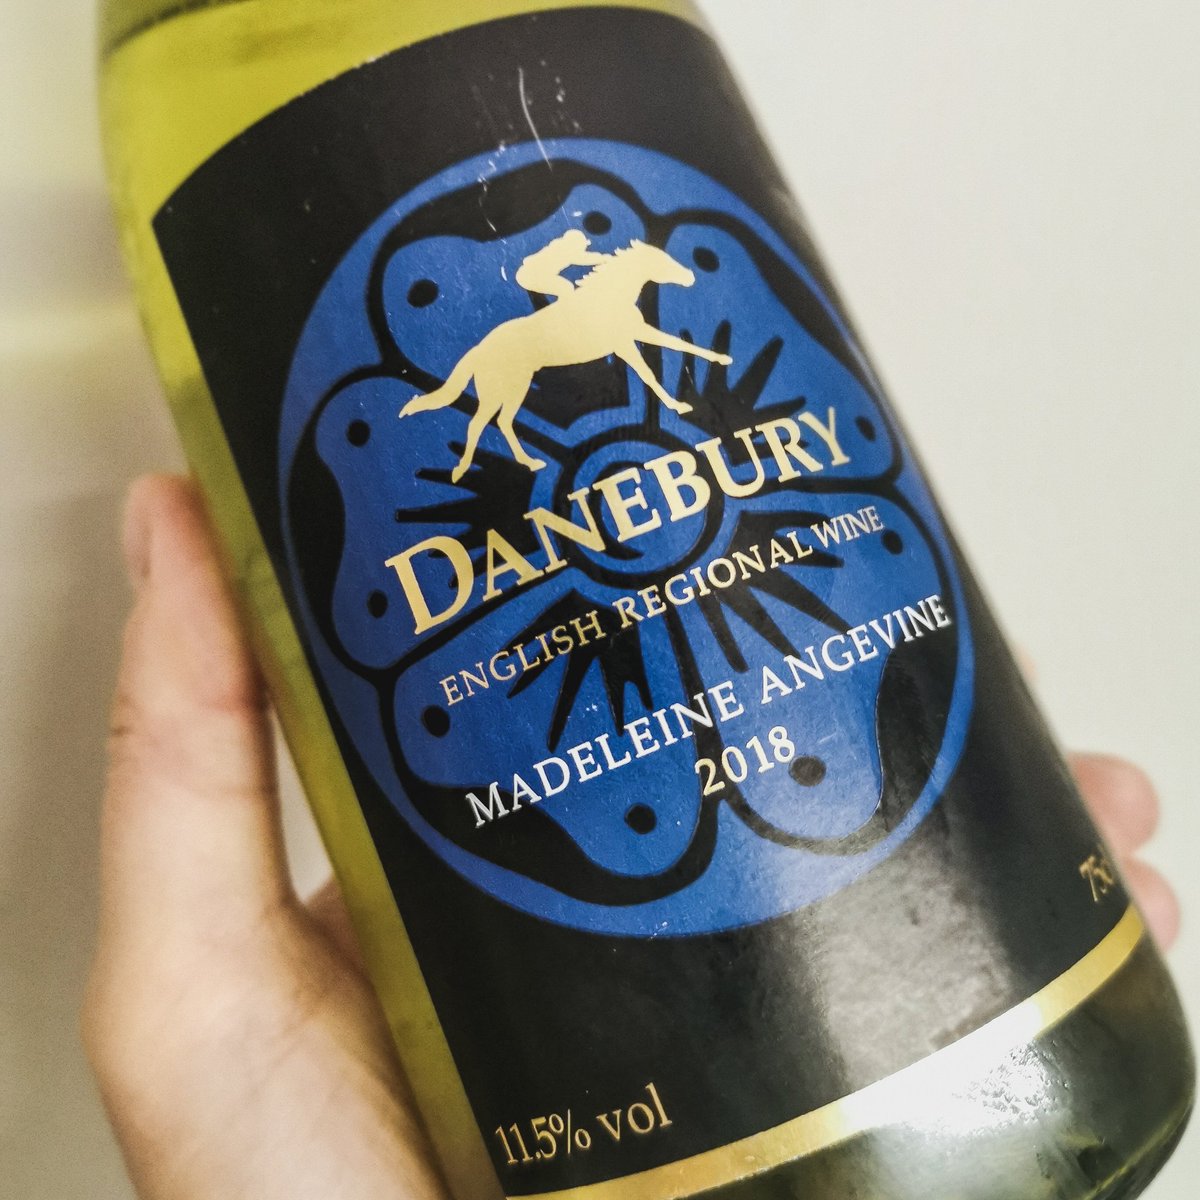 DANEBURY
ENGLISH REGIONAL WINE
MADELEINE ANGEVINE
2018
11.5% vol